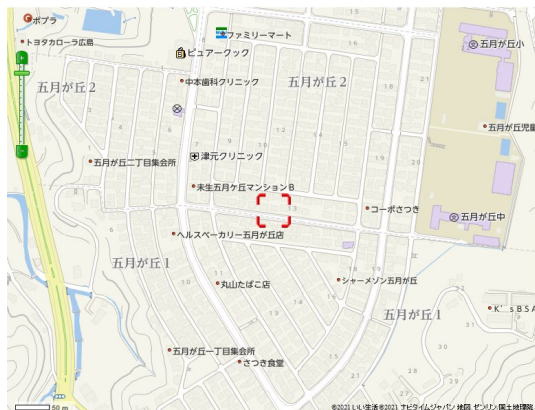 ポプラ
トヨタカローラ広島
ファミリーマート
ピュアークック
五月が丘小
中本歯科クリニック
五月が丘2
五月が丘2
五月が丘児童
津元クリニック
五月が丘二丁目集会所
未生五月ケ丘マンションB
コーポさつき
五月が丘中
ヘルスベーカリー五月が丘店
五月が丘1
丸山たばこ店
シャーメゾン五月が丘
五月が丘1
K''sBSA
五月が丘一丁目集会所
さつき食堂
50 m
©2021 いい生活©2021 ナビタイムジャパン 地図 ゼンリン 国土地理院